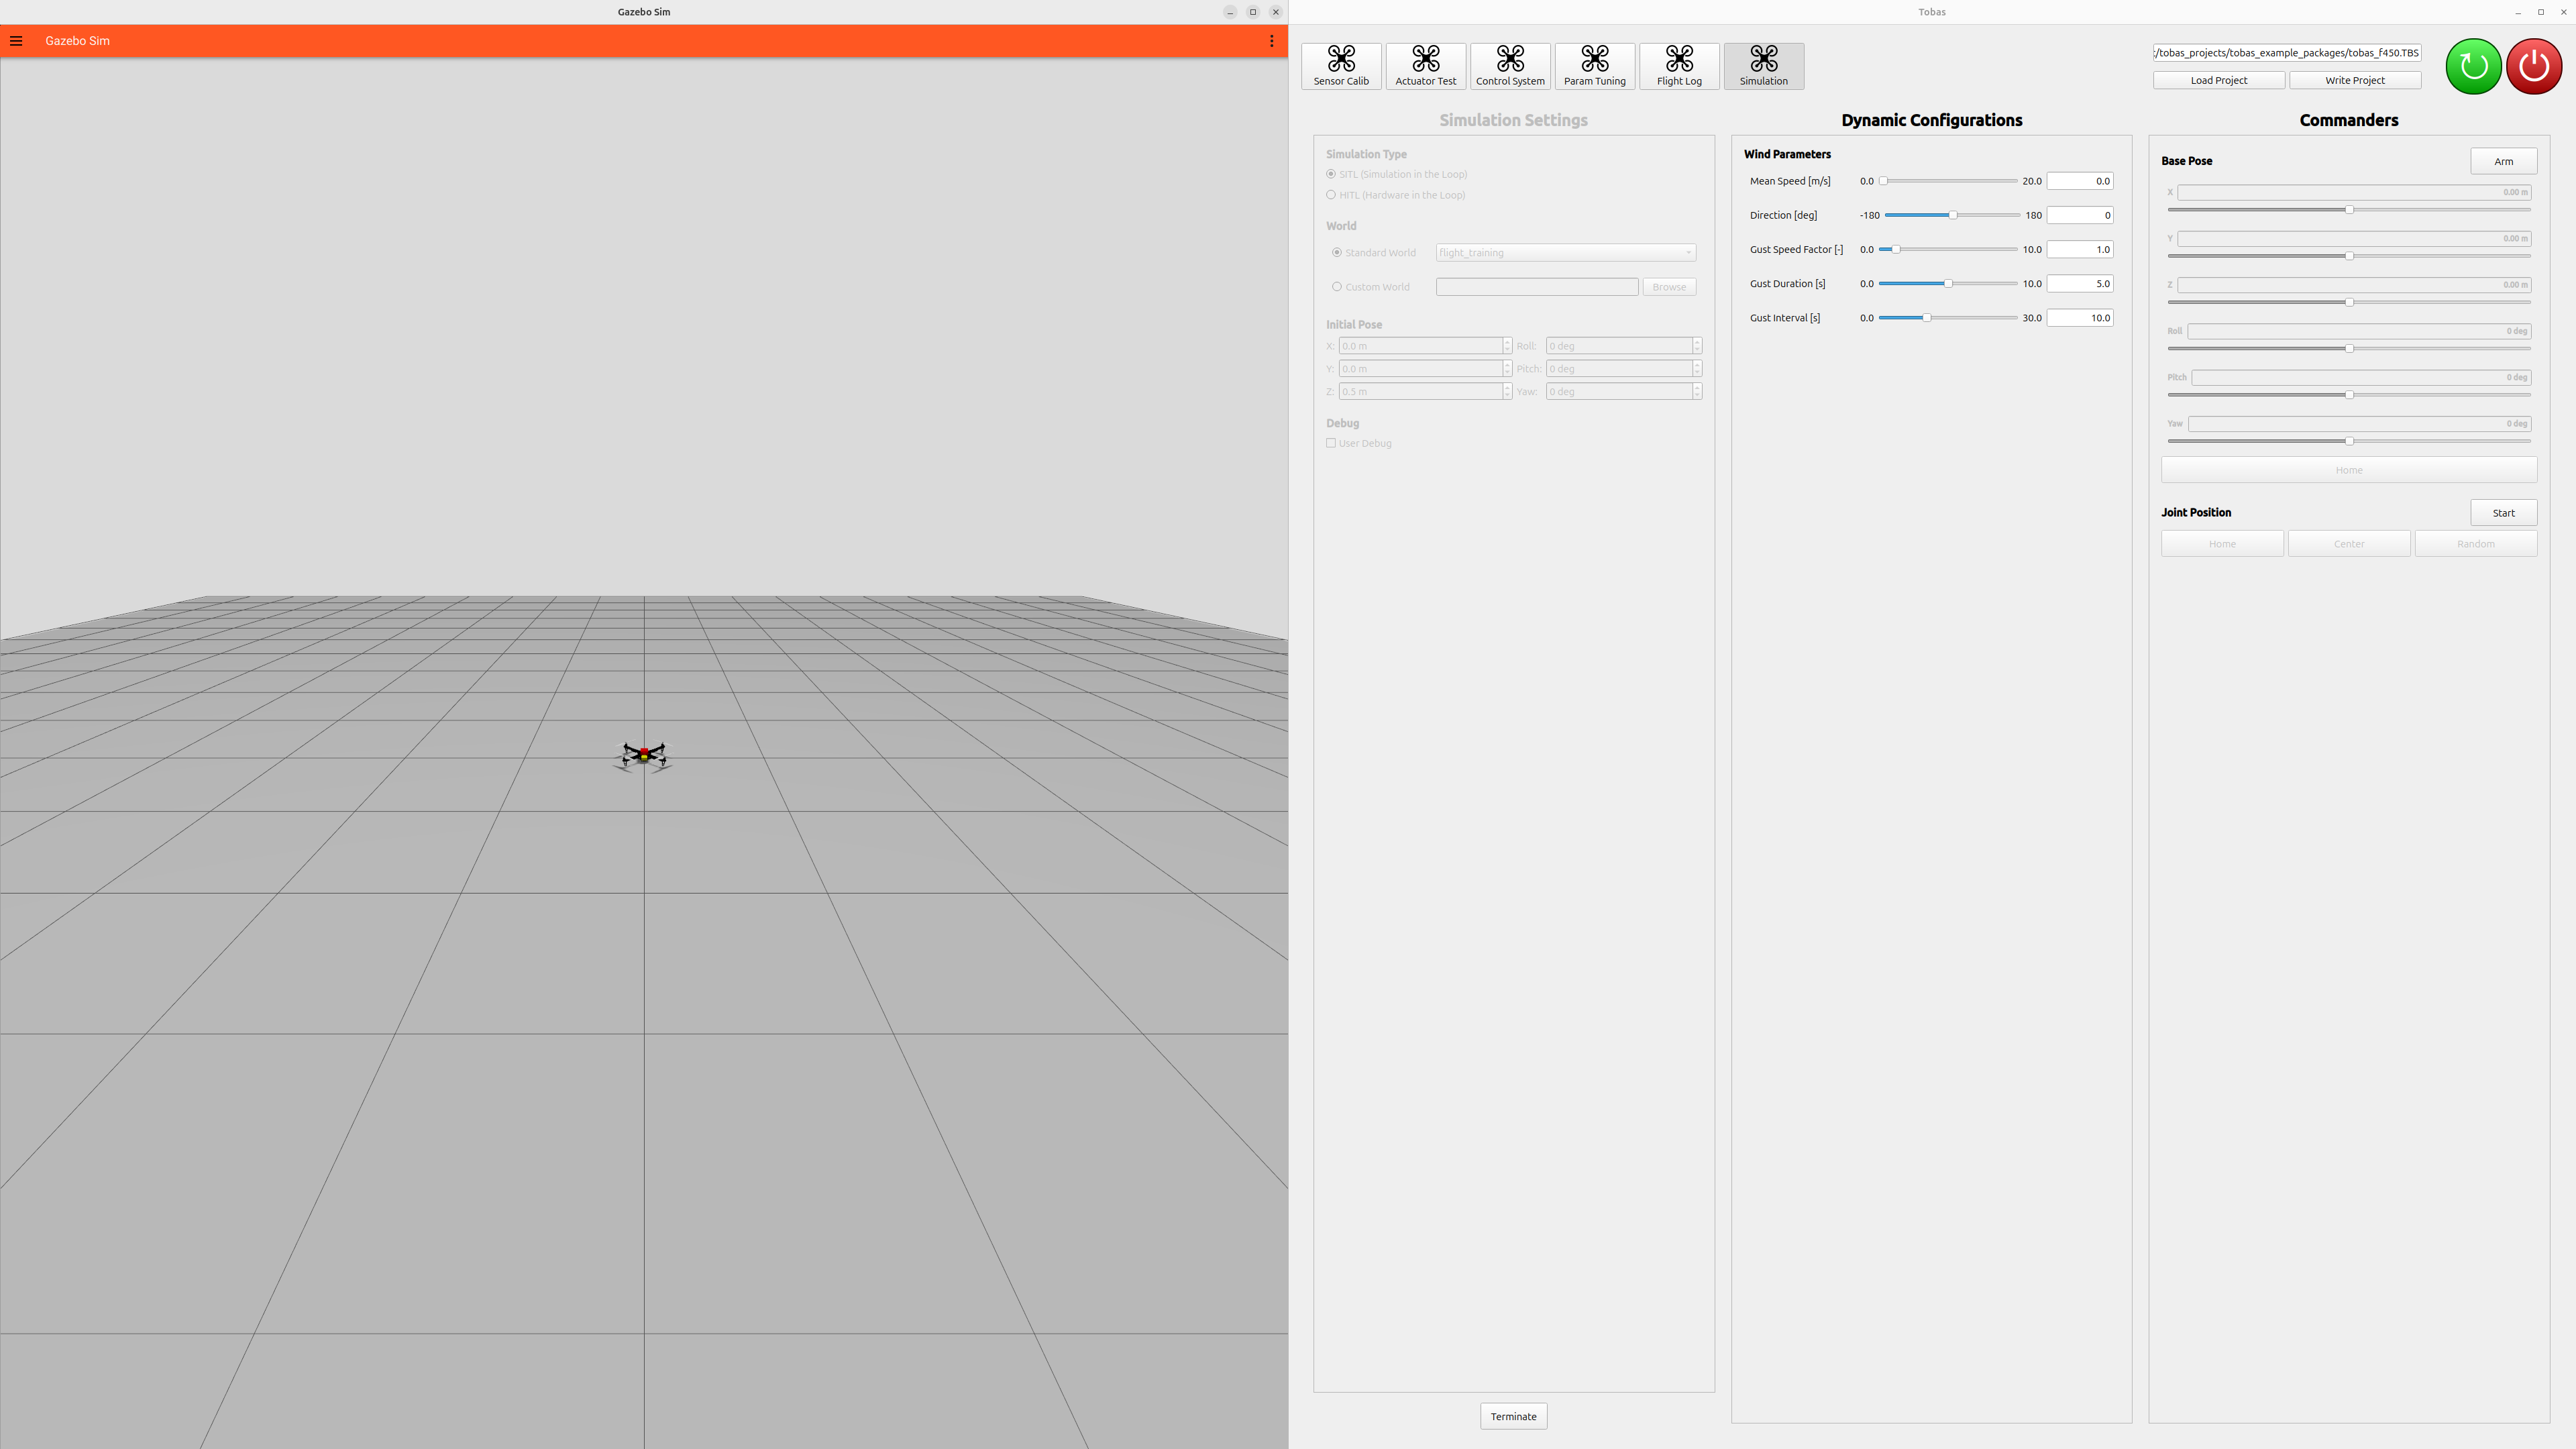 Gazebo Sim
Gazebo Sim
Tobas
Sensor Calib
Actuator Test
Control System
Param Tuning
Flight Log
Simulation
:/tobas_projects/tobas_example_packages/tobas_f450.TBS
Load Project
Write Project
Simulation Settings
Simulation Type
SITL (Simulation in the Loop)
HITL (Hardware in the Loop)
World
Standard World flight_training
Custom World Browse
Initial Pose
X: 0.0 m Roll: 0 deg
Y: 0.0 m Pitch: 0 deg
Z: 0.5 m Yaw: 0 deg
Debug
User Debug
Terminate
Dynamic Configurations
Wind Parameters
Mean Speed [m/s] 0.0 20.0 0.0
Direction [deg] -180 180 0
Gust Speed Factor [-] 0.0 10.0 1.0
Gust Duration [s] 0.0 10.0 5.0
Gust Interval [s] 0.0 30.0 10.0
Commanders
Base Pose Arm
X 0.00 m
Y 0.00 m
Z 0.00 m
Roll 0 deg
Pitch 0 deg
Yaw 0 deg
Home
Joint Position Start
Home Center Random